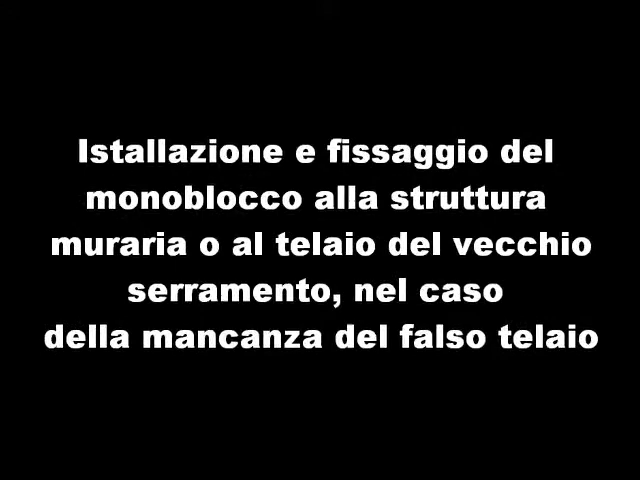 Istallazione e fissaggio del
monoblocco alla struttura
muraria o al telaio del vecchio
serramento, nel caso
della mancanza del falso telaio